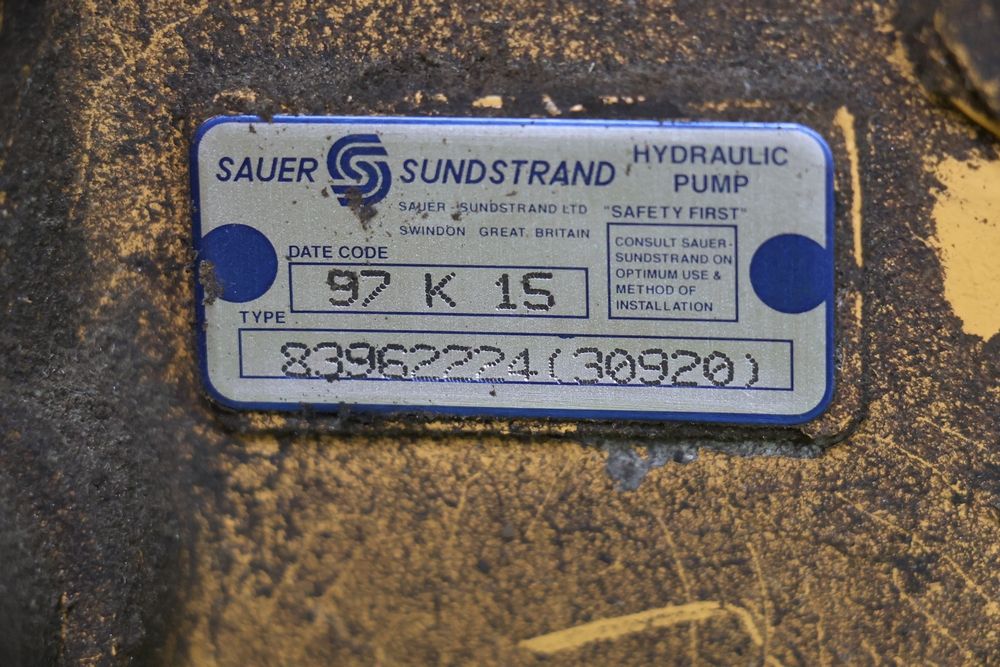 SAUER SUNDSTRAND
HYDRAULIC
PUMP
SAUER - SUNDSTRAND LTD
SWINDON GREAT. BRITAIN
"SAFETY FIRST"
CONSULT SAUER-
SUNDSTRAND ON
OPTIMUM USE &
METHOD OF
INSTALLATION
DATE CODE
97 K 15
TYPE
83962224(30920)